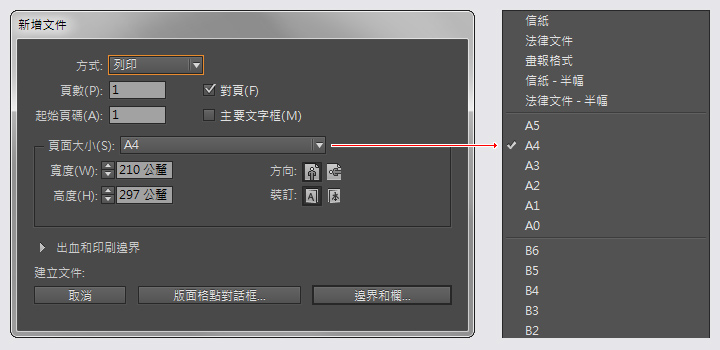 新增文件
方式: 列印
頁數(P): 1 對頁(F)
起始頁碼(A): 1 主要文字框(M)
頁面大小(S): A4
寬度(W): 210 公釐 方向:
高度(H): 297 公釐 裝訂:
出血和印刷邊界
建立文件:
取消 版面格點對話框... 邊界和欄...
信紙
法律文件
畫報格式
信紙 - 半幅
法律文件 - 半幅
A5
A4
A3
A2
A1
A0
B6
B5
B4
B3
B2